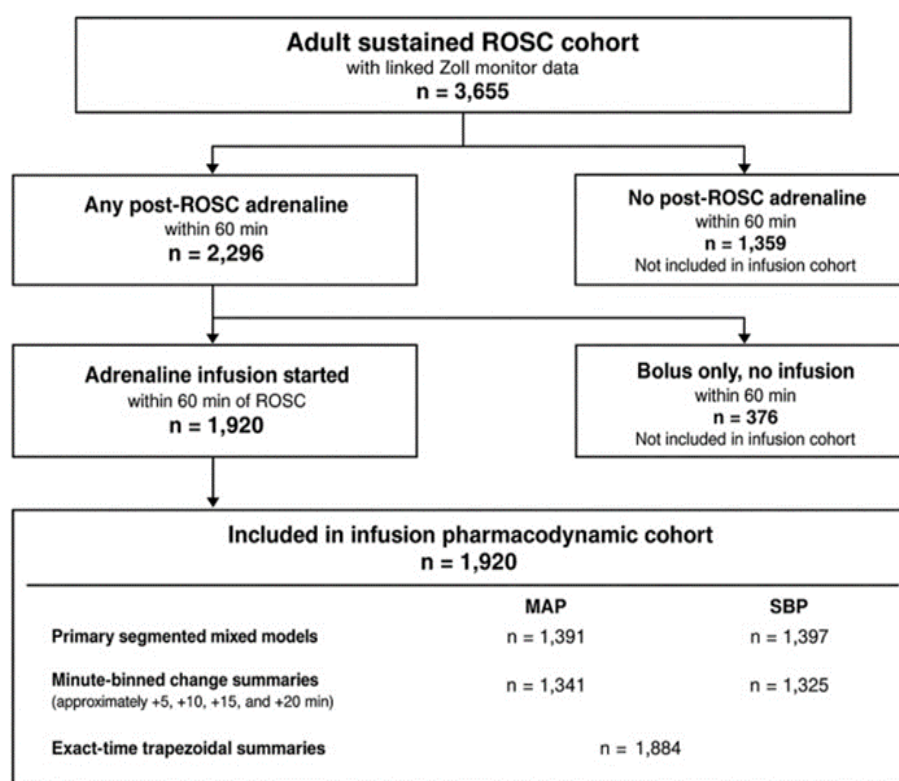 Adult sustained ROSC cohort
with linked Zoll monitor data
n = 3,655
Any post-ROSC adrenaline
within 60 min
n = 2,296
No post-ROSC adrenaline
within 60 min
n = 1,359
Not included in infusion cohort
Adrenaline infusion started
within 60 min of ROSC
n = 1,920
Bolus only, no infusion
within 60 min
n = 376
Not included in infusion cohort
Included in infusion pharmacodynamic cohort
n = 1,920
MAP SBP
Primary segmented mixed models n = 1,391 n = 1,397
Minute-binned change summaries n = 1,341 n = 1,325
(approximately +5, +10, +15, and +20 min)
Exact-time trapezoidal summaries n = 1,884